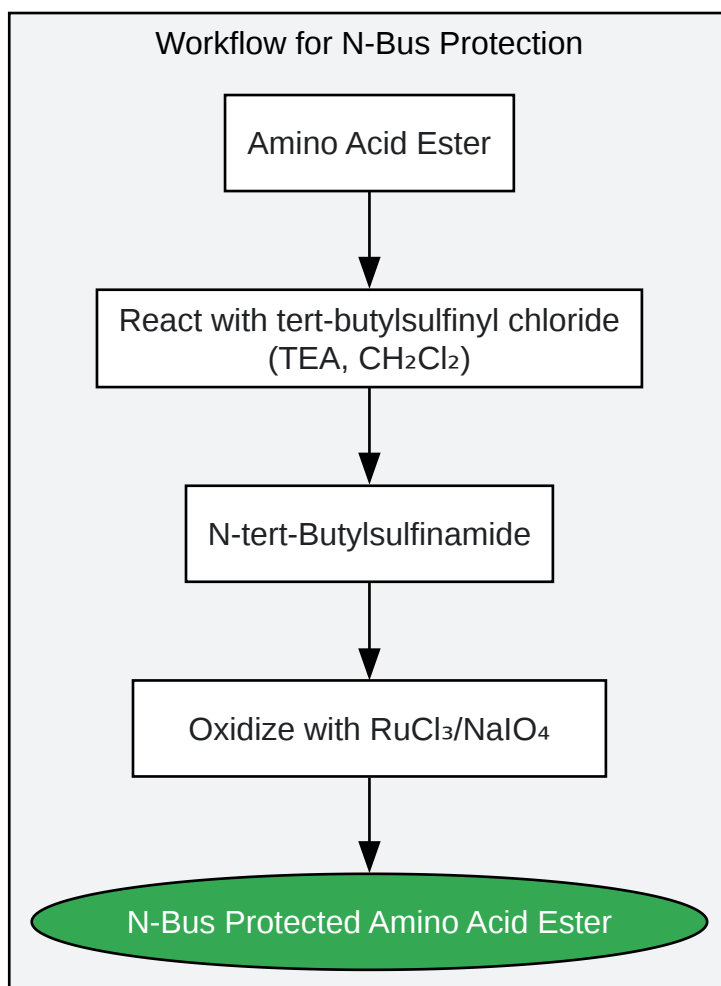 Workflow for N-Bus Protection
Amino Acid Ester
React with tert-butylsulfinyl chloride
(TEA, CH₂Cl₂)
N-tert-Butylsulfinamide
Oxidize with RuCl₃/NaIO₄
N-Bus Protected Amino Acid Ester